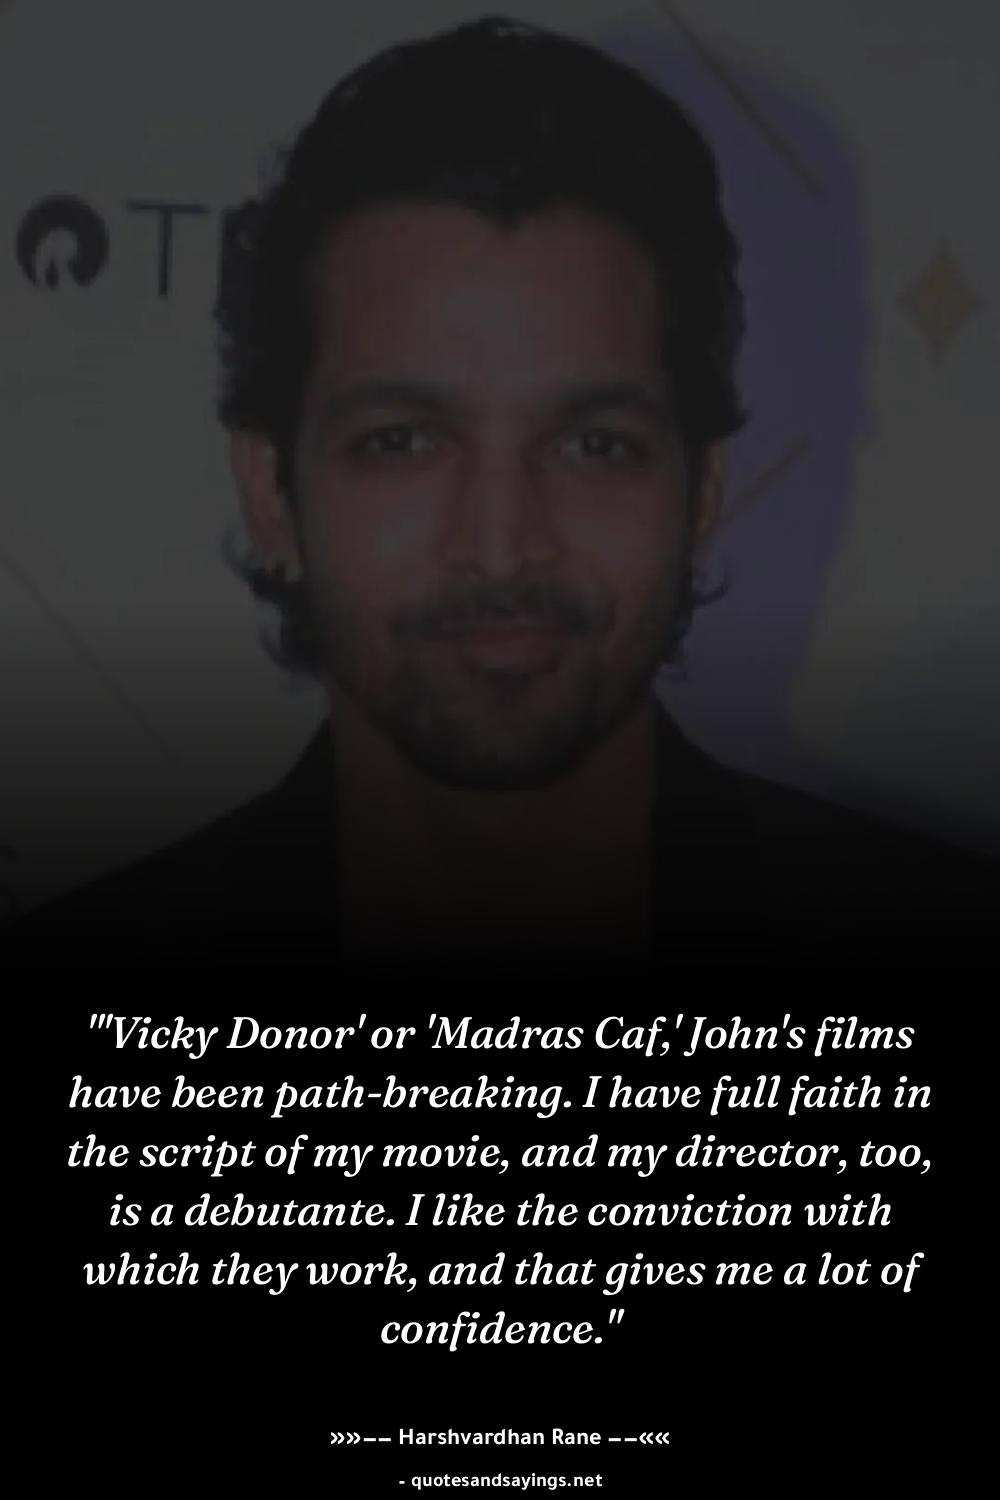 T
"'Vicky Donor' or 'Madras Caf,' John's films
have been path-breaking. I have full faith in
the script of my movie, and my director, too,
is a debutante. I like the conviction with
which they work, and that gives me a lot of
confidence."
»»-- Harshvardhan Rane --««
- quotesandsayings.net